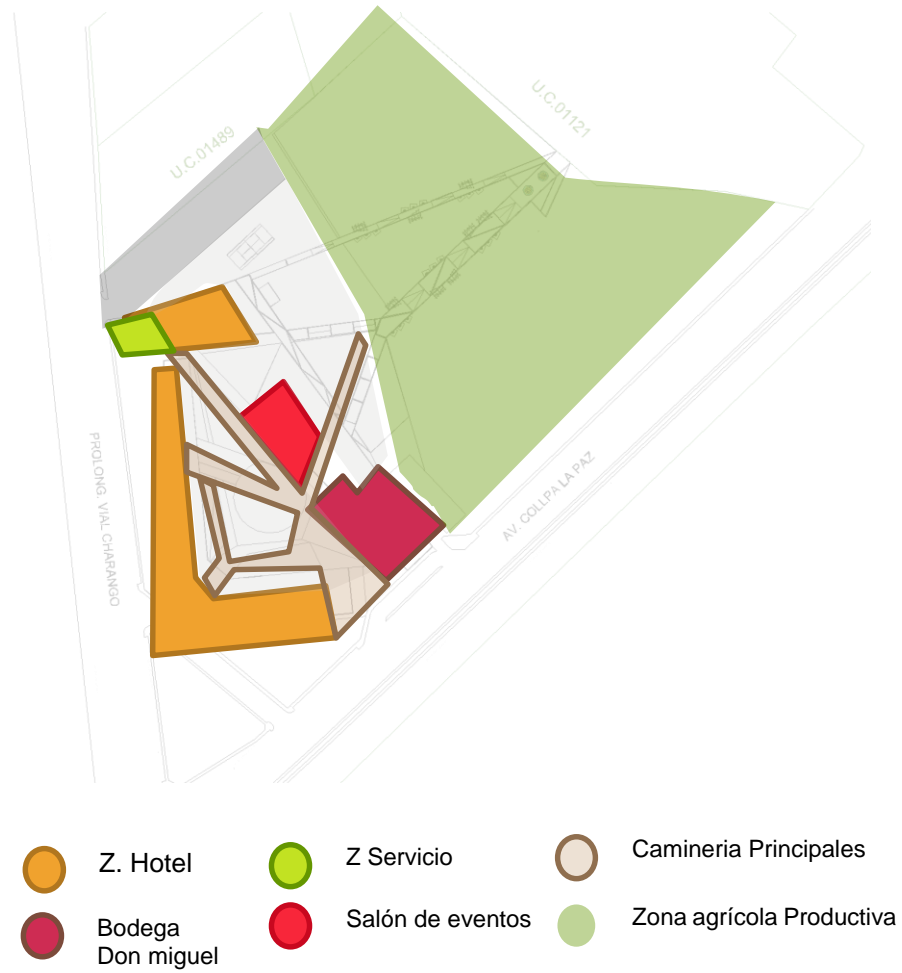 U.C.01489
U.C.01121
PROLONG. VIAL CHARANGO
AV. COLLPA LA PAZ
Z. Hotel
Z Servicio
Camineria Principales
Bodega
Don miguel
Salón de eventos
Zona agrícola Productiva